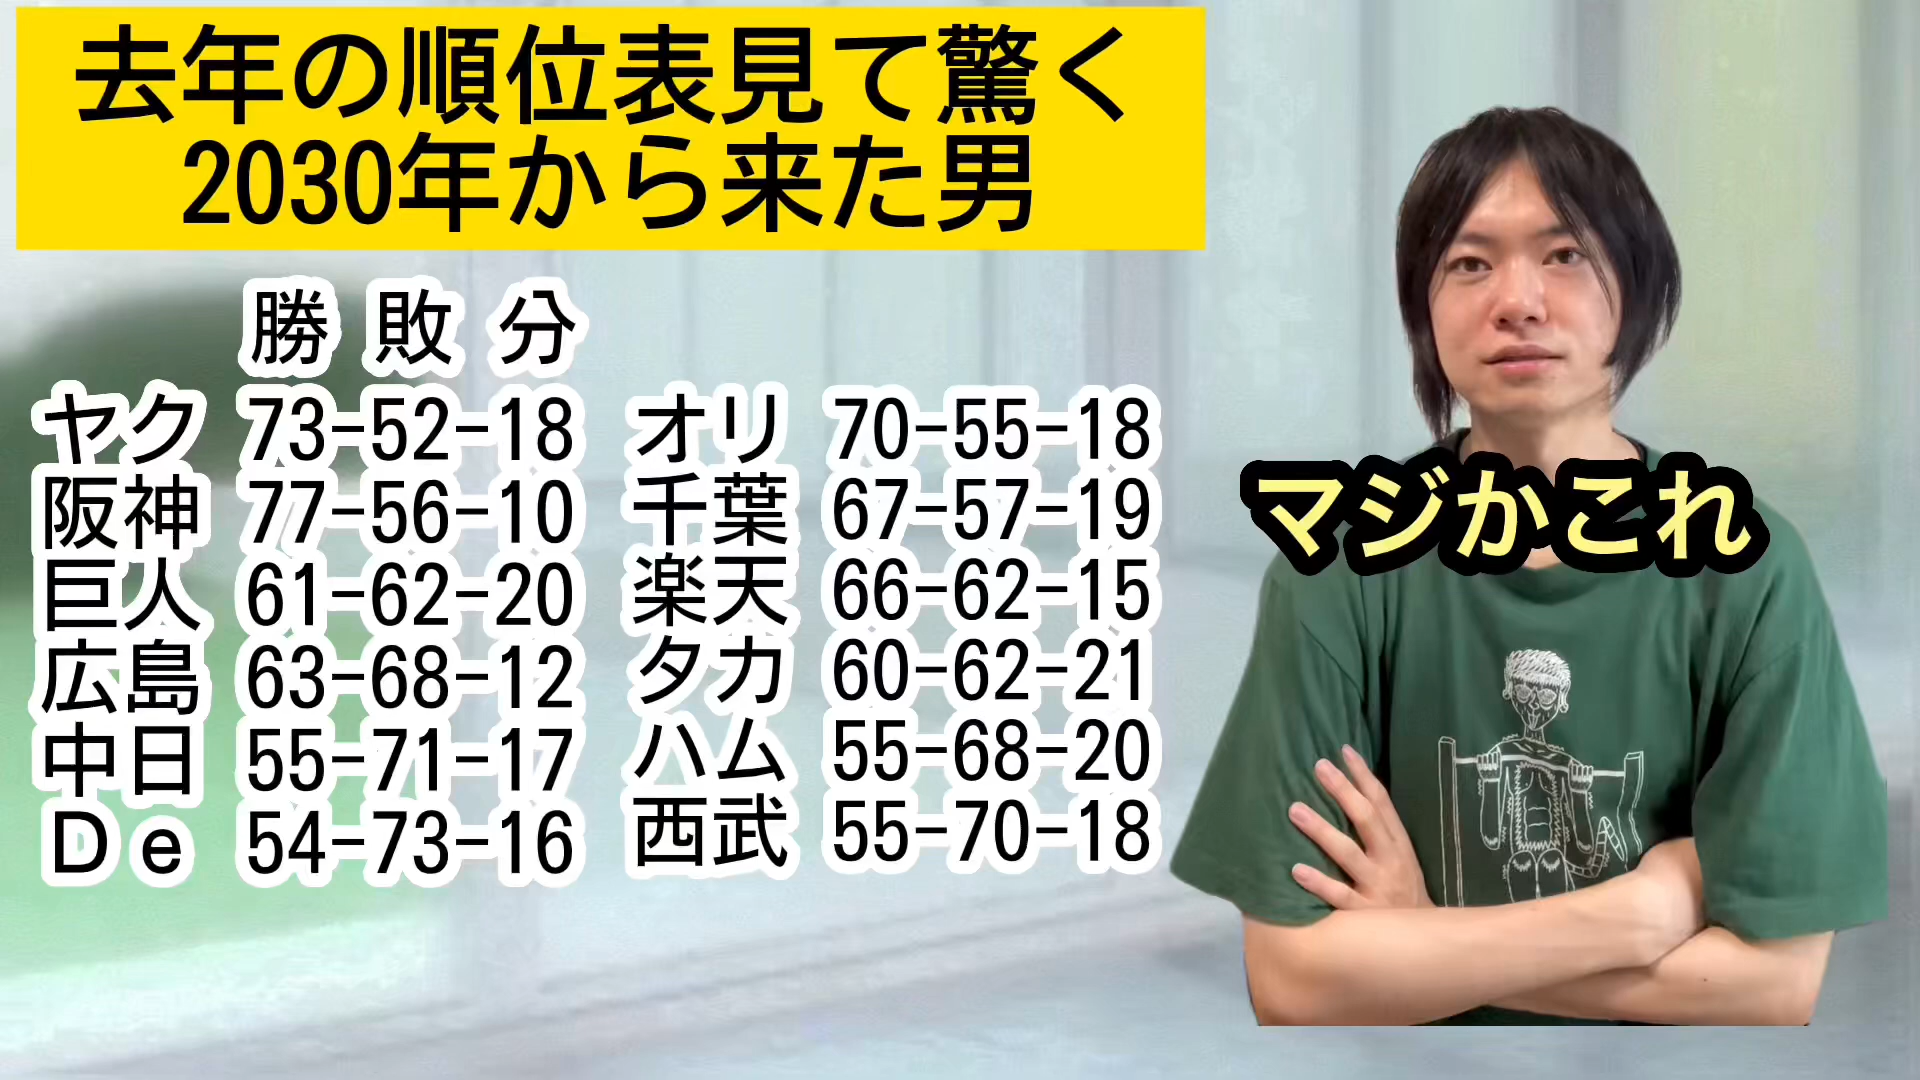 去年の順位表見て驚く
2030年から来た男
勝 敗 分
ヤク 73-52-18
阪神 77-56-10
巨人 61-62-20
広島 63-68-12
中日 55-71-17
De 54-73-16
オリ 70-55-18
千葉 67-57-19
楽天 66-62-15
タカ 60-62-21
ハム 55-68-20
西武 55-70-18
マジかこれ